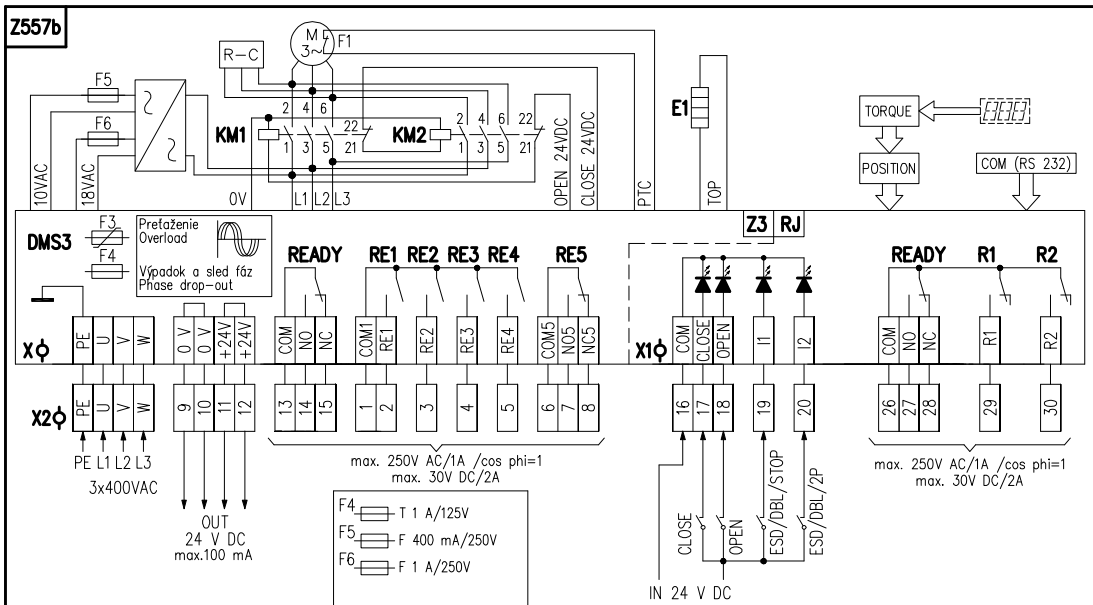 Z557b
F5
F6
10VAC
18VAC
R-C
M
3~
F1
KM1
2 4 6
1 3 5
22
21
KM2
2 4 6
1 3 5
22
21
0V
L1 L2 L3
OPEN 24VDC
CLOSE 24VDC
PTC
E1
TOP
TORQUE
POSITION
COM (RS 232)
DMS3
F3
F4
Preťaženie
Overload
Výpadok a sled fáz
Phase drop-out
Z3 RJ
READY
RE1 RE2 RE3 RE4
RE5
READY
R1
R2
X
PE U V W
0 V 0 V +24V +24V
COM NO NC
COM1 RE1 RE2 RE3 RE4
COM5 NO5 NC5
X1
COM CLOSE OPEN I1 I2
COM NO NC R1 R2
X2
PE U V W
9 10 11 12
13 14 15
1 2 3 4 5
6 7 8
16 17 18 19 20
26 27 28 29 30
PE L1 L2 L3
3x400VAC
OUT
24 V DC
max.100 mA
max. 250V AC/1A /cos phi=1
max. 30V DC/2A
F4 T 1 A/125V
F5 F 400 mA/250V
F6 F 1 A/250V
CLOSE
OPEN
ESD/DBL/STOP
ESD/DBL/2P
IN 24 V DC
max. 250V AC/1A /cos phi=1
max. 30V DC/2A